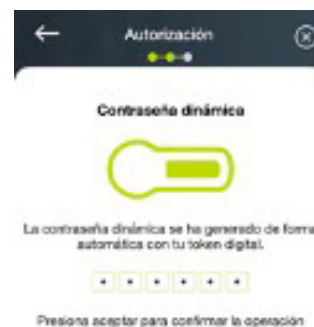 Autorización
Contraseña dinámica
La contraseña dinámica se ha generado de forma
automática con tu token digital.
Presiona aceptar para confirmar la operación